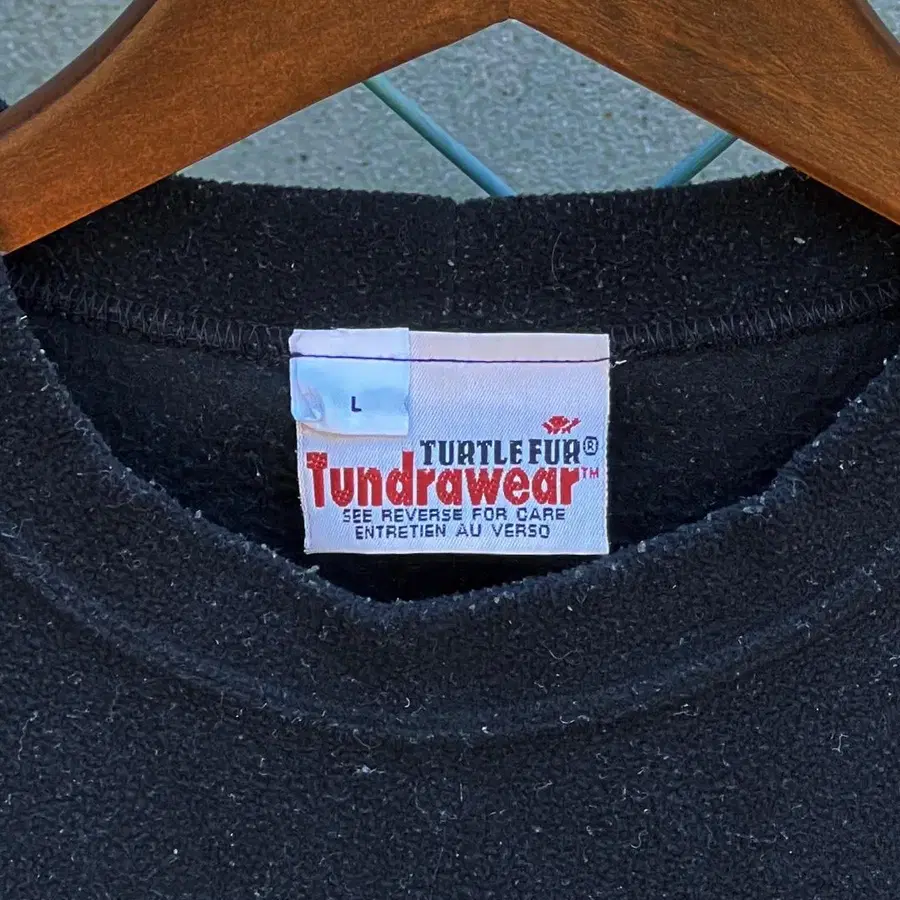 L
TURTLE FUR®
Tundrawear™
SEE REVERSE FOR CARE
ENTRETIEN AU VERSO